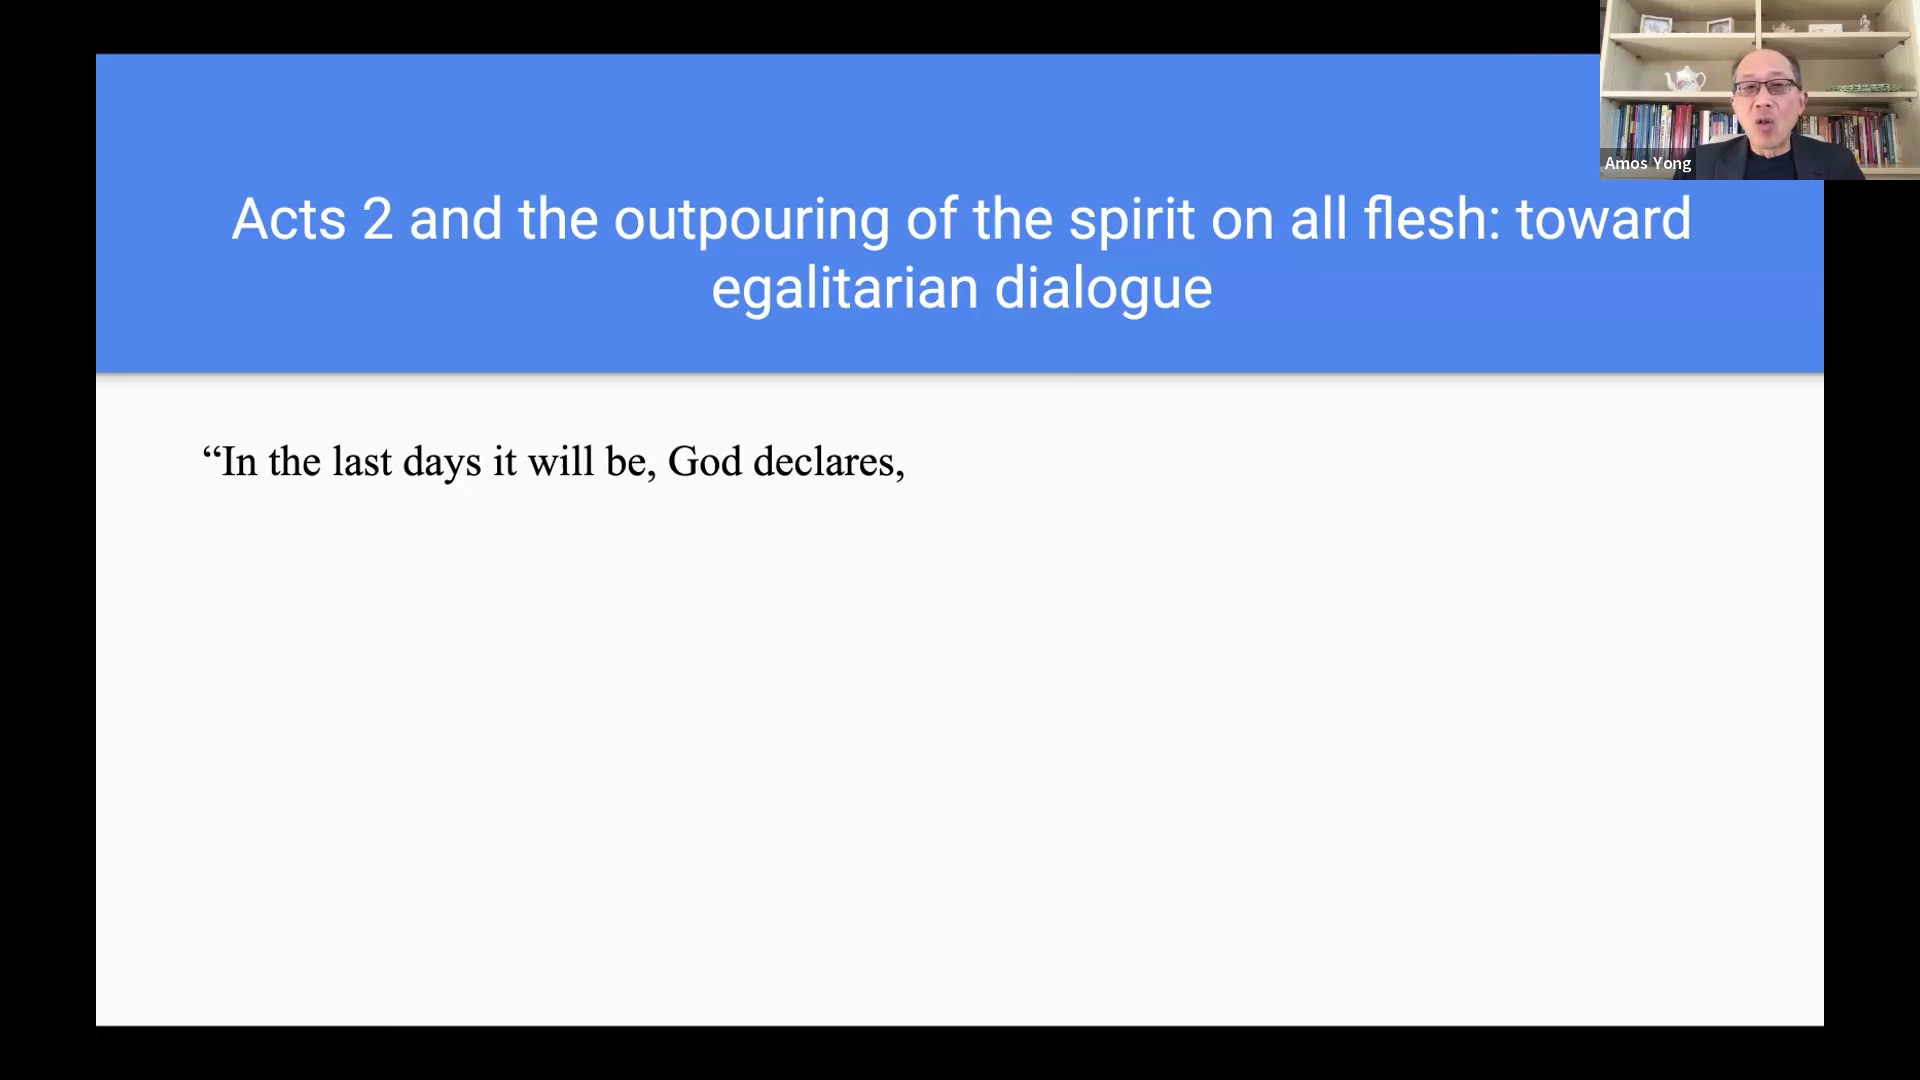 Acts 2 and the outpouring of the spirit on all flesh: toward
egalitarian dialogue
“In the last days it will be, God declares,
Amos Yong